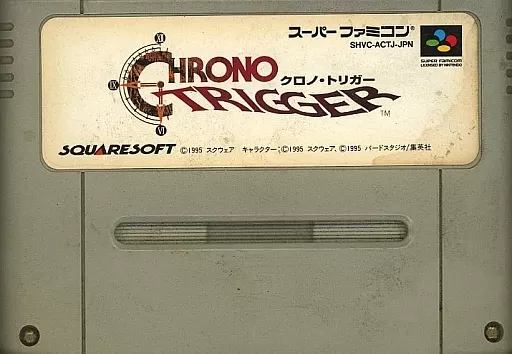 スーパーファミコン®
SHVC-ACTJ-JPN
SUPER FAMICOM
LICENSED BY NINTENDO
XII
IX
VI
CHRONO
クロノ・トリガー
TRIGGER™
SQUARESOFT ©1995 スクウェア キャラクター:©1995 スクウェア, ©1995 バードスタジオ/集英社